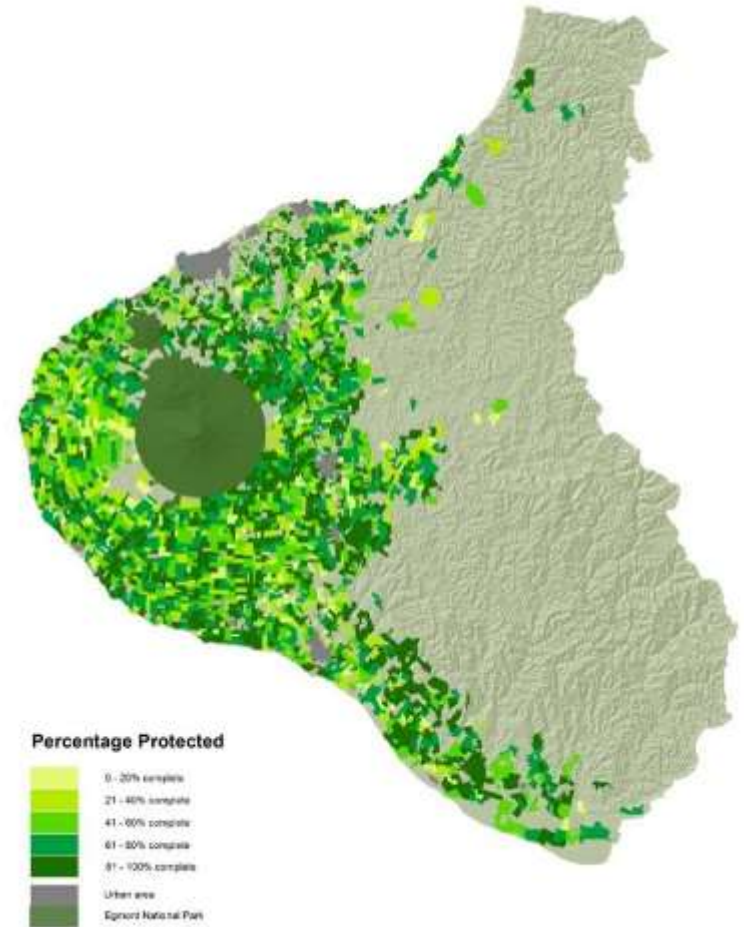 Percentage Protected
0 - 20% complete
21 - 40% complete
41 - 60% complete
61 - 80% complete
81 - 100% complete
Urban area
Egmont National Park